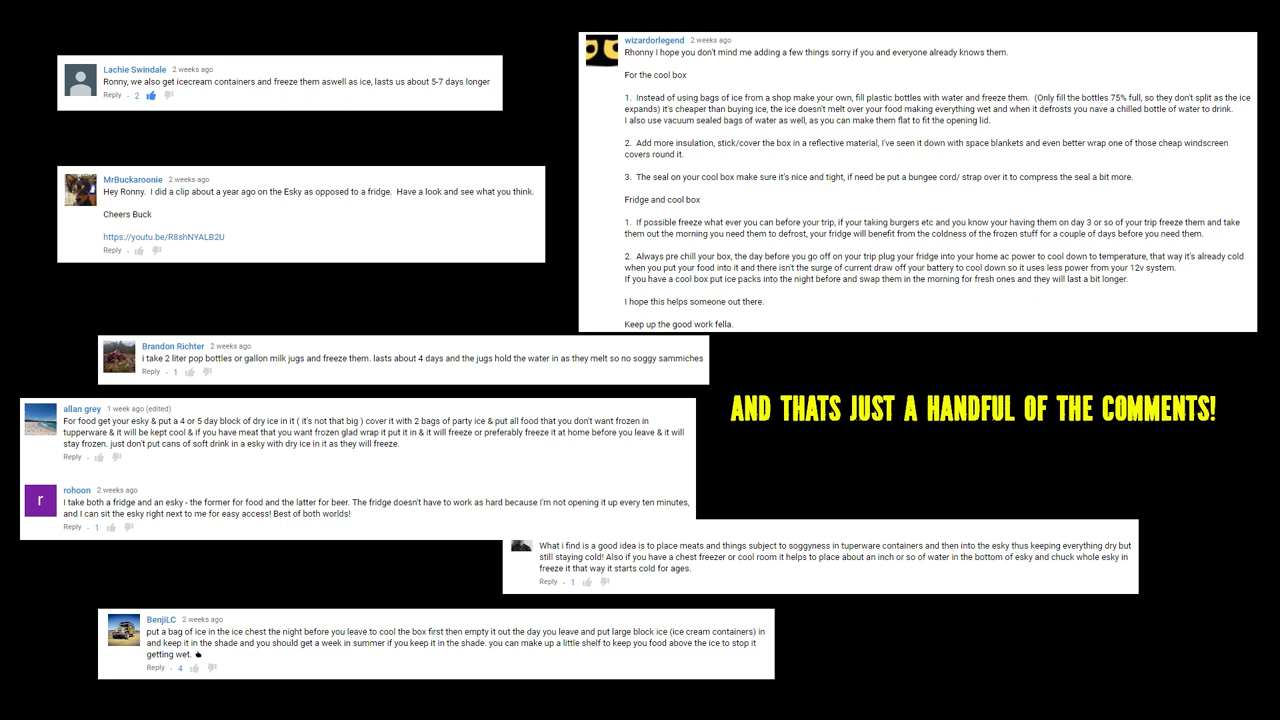 Lachie Swindale 2 weeks ago
Ronny, we also get icecream containers and freeze them aswell as ice, lasts us about 5-7 days longer
Reply · 2
MrBuckaroonie 2 weeks ago
Hey Ronny. I did a clip about a year ago on the Esky as opposed to a fridge. Have a look and see what you think.
Cheers Buck
https://youtu.be/R8shNYALB2U
Reply ·
wizardorlegend 2 weeks ago
Rhonny I hope you don't mind me adding a few things sorry if you and everyone already knows them.
For the cool box
1. Instead of using bags of ice from a shop make your own, fill plastic bottles with water and freeze them. (Only fill the bottles 75% full, so they don't split as the ice
expands) it's cheaper than buying ice, the ice doesn't melt over your food making everything wet and when it defrosts you nave a chilled bottle of water to drink.
I also use vacuum sealed bags of water as well, as you can make them flat to fit the opening lid.
2. Add more insulation, stick/cover the box in a reflective material, I've seen it down with space blankets and even better wrap one of those cheap windscreen
covers round it.
3. The seal on your cool box make sure it's nice and tight, if need be put a bungee cord/ strap over it to compress the seal a bit more.
Fridge and cool box
1. If possible freeze what ever you can before your trip, if your taking burgers etc and you know your having them on day 3 or so of your trip freeze them and take
them out the morning you need them to defrost, your fridge will benefit from the coldness of the frozen stuff for a couple of days before you need them.
2. Always pre chill your box, the day before you go off on your trip plug your fridge into your home ac power to cool down to temperature, that way it's already cold
when you put your food into it and there isn't the surge of current draw off your battery to cool down so it uses less power from your 12v system.
If you have a cool box put ice packs into the night before and swap them in the morning for fresh ones and they will last a bit longer.
I hope this helps someone out there.
Keep up the good work fella.
Brandon Richter 2 weeks ago
i take 2 liter pop bottles or gallon milk jugs and freeze them. lasts about 4 days and the jugs hold the water in as they melt so no soggy sammiches
Reply · 1
allan grey 1 week ago (edited)
For food get your esky & put a 4 or 5 day block of dry ice in it ( it's not that big ) cover it with 2 bags of party ice & put all food that you don't want frozen in
tupperware & it will be kept cool & if you have meat that you want frozen glad wrap it put it in & it will freeze or preferably freeze it at home before you leave & it will
stay frozen. just don't put cans of soft drink in a esky with dry ice in it as they will freeze.
Reply ·
AND THATS JUST A HANDFUL OF THE COMMENTS!
r
rohoon 2 weeks ago
I take both a fridge and an esky - the former for food and the latter for beer. The fridge doesn't have to work as hard because I'm not opening it up every ten minutes,
and I can sit the esky right next to me for easy access! Best of both worlds!
Reply · 1
What i find is a good idea is to place meats and things subject to soggyness in tuperware containers and then into the esky thus keeping everything dry but
still staying cold! Also if you have a chest freezer or cool room it helps to place about an inch or so of water in the bottom of esky and chuck whole esky in
freeze it that way it starts cold for ages.
Reply · 1
BenjiLC 2 weeks ago
put a bag of ice in the ice chest the night before you leave to cool the box first then empty it out the day you leave and put large block ice (ice cream containers) in
and keep it in the shade and you should get a week in summer if you keep it in the shade. you can make up a little shelf to keep you food above the ice to stop it
getting wet.
Reply · 4